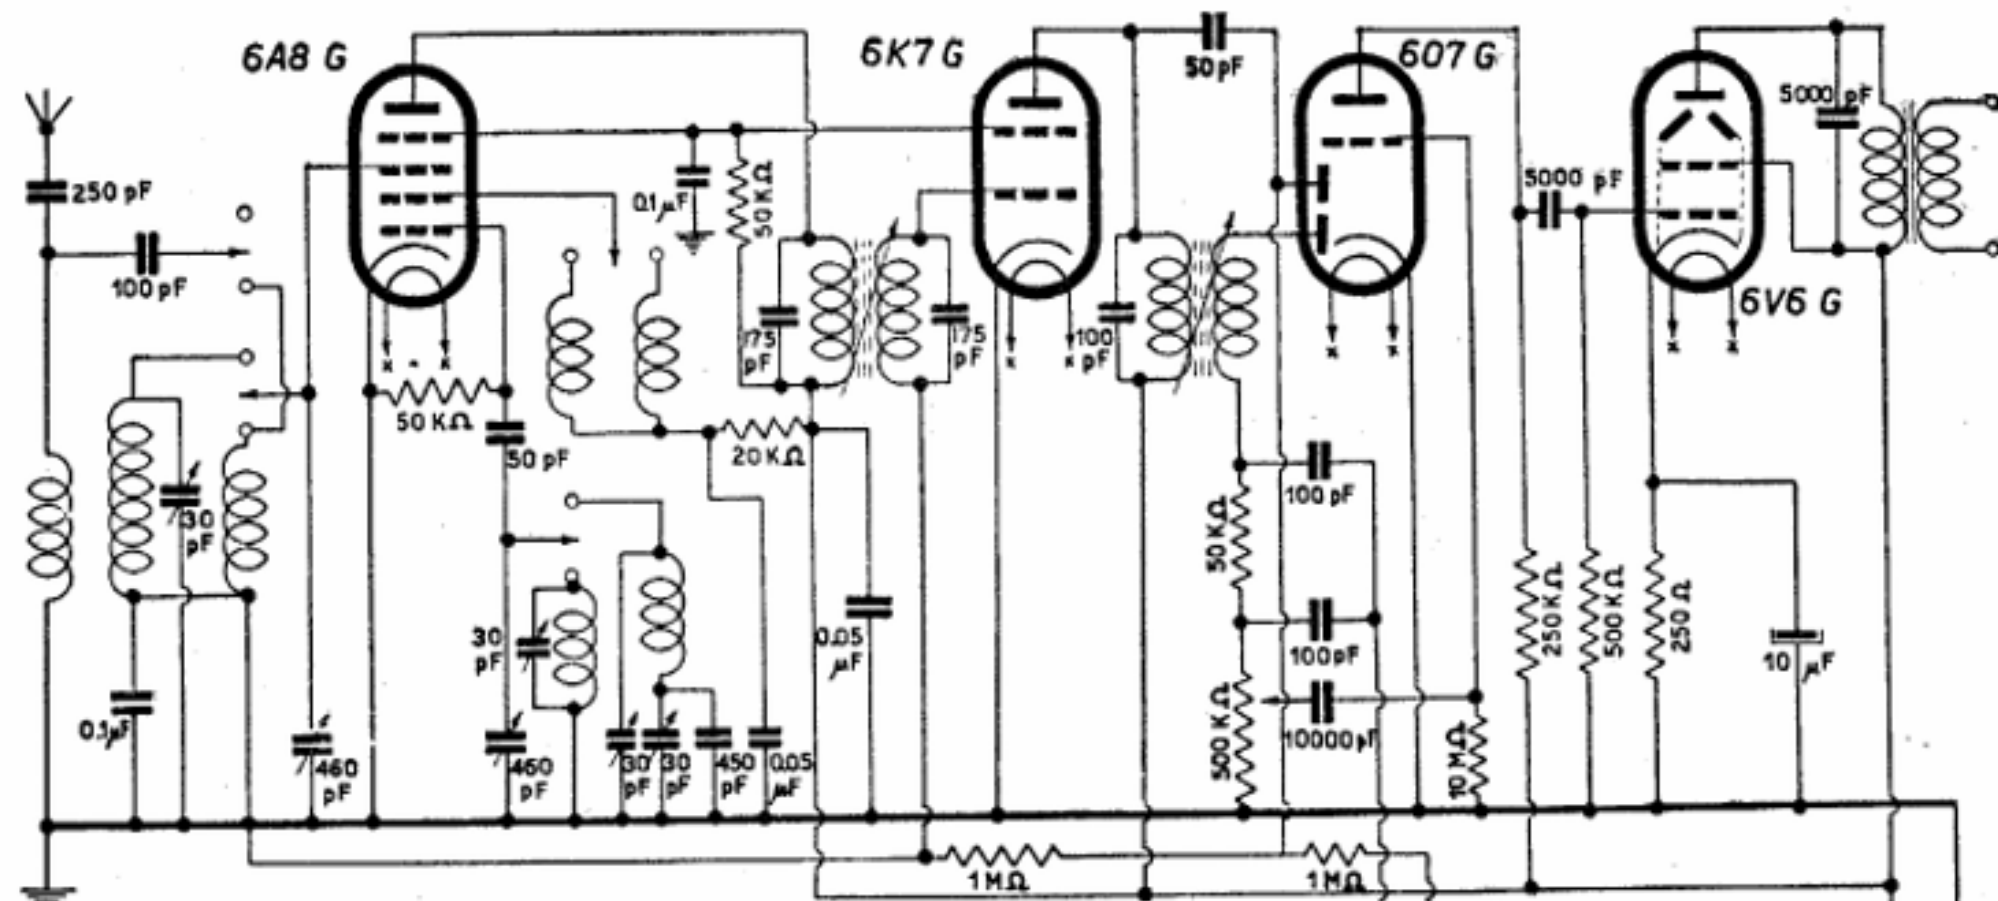 6A8 G
6K7 G
607 G
6V6 G
250 pF
100 pF
30
pF
0.1µF
460
pF
50 KΩ
50 pF
30
pF
460
pF
30
pF
30
pF
450
pF
0.05
µF
20 KΩ
0.1 µF
50 KΩ
175
pF
175
pF
0.05
µF
50 pF
100
pF
100 pF
50 KΩ
100 pF
500 KΩ
10000 pF
10 MΩ
1 MΩ
1 MΩ
5000 pF
5000 pF
250 KΩ
500 KΩ
250 Ω
10 µF